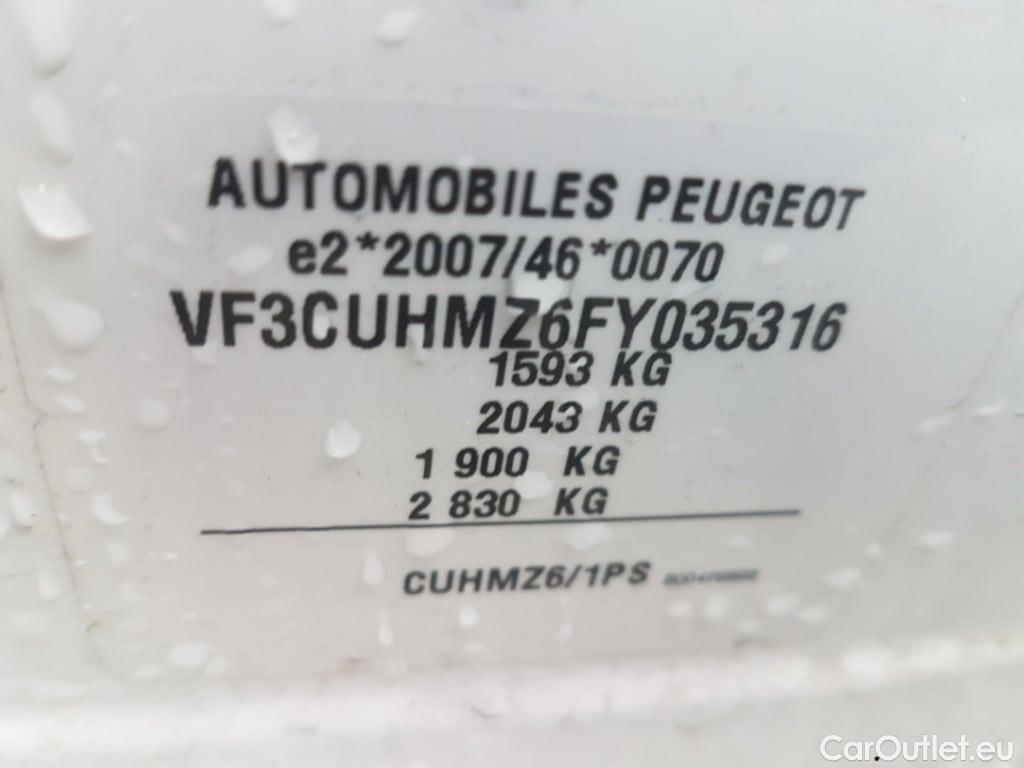 AUTOMOBILES PEUGEOT
e2*2007/46*0070
VF3CUHMZ6FY035316
1593 KG
2043 KG
1 900 KG
2 830 KG
CUHMZ6/1PS
CarOutlet.eu